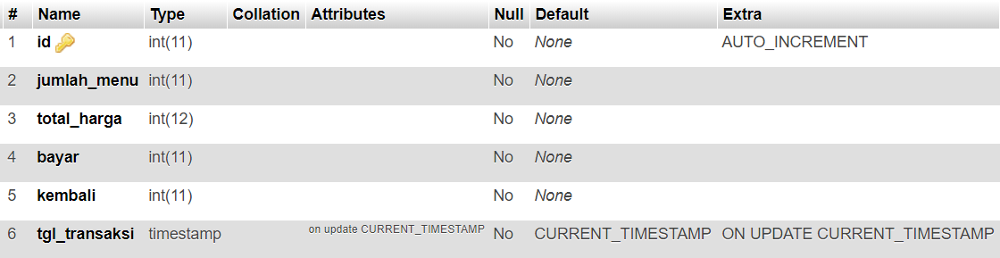 # Name Type Collation Attributes Null Default Extra
1 id int(11) No None AUTO_INCREMENT
2 jumlah_menu int(11) No None
3 total_harga int(12) No None
4 bayar int(11) No None
5 kembali int(11) No None
6 tgl_transaksi timestamp on update CURRENT_TIMESTAMP No CURRENT_TIMESTAMP ON UPDATE CURRENT_TIMESTAMP